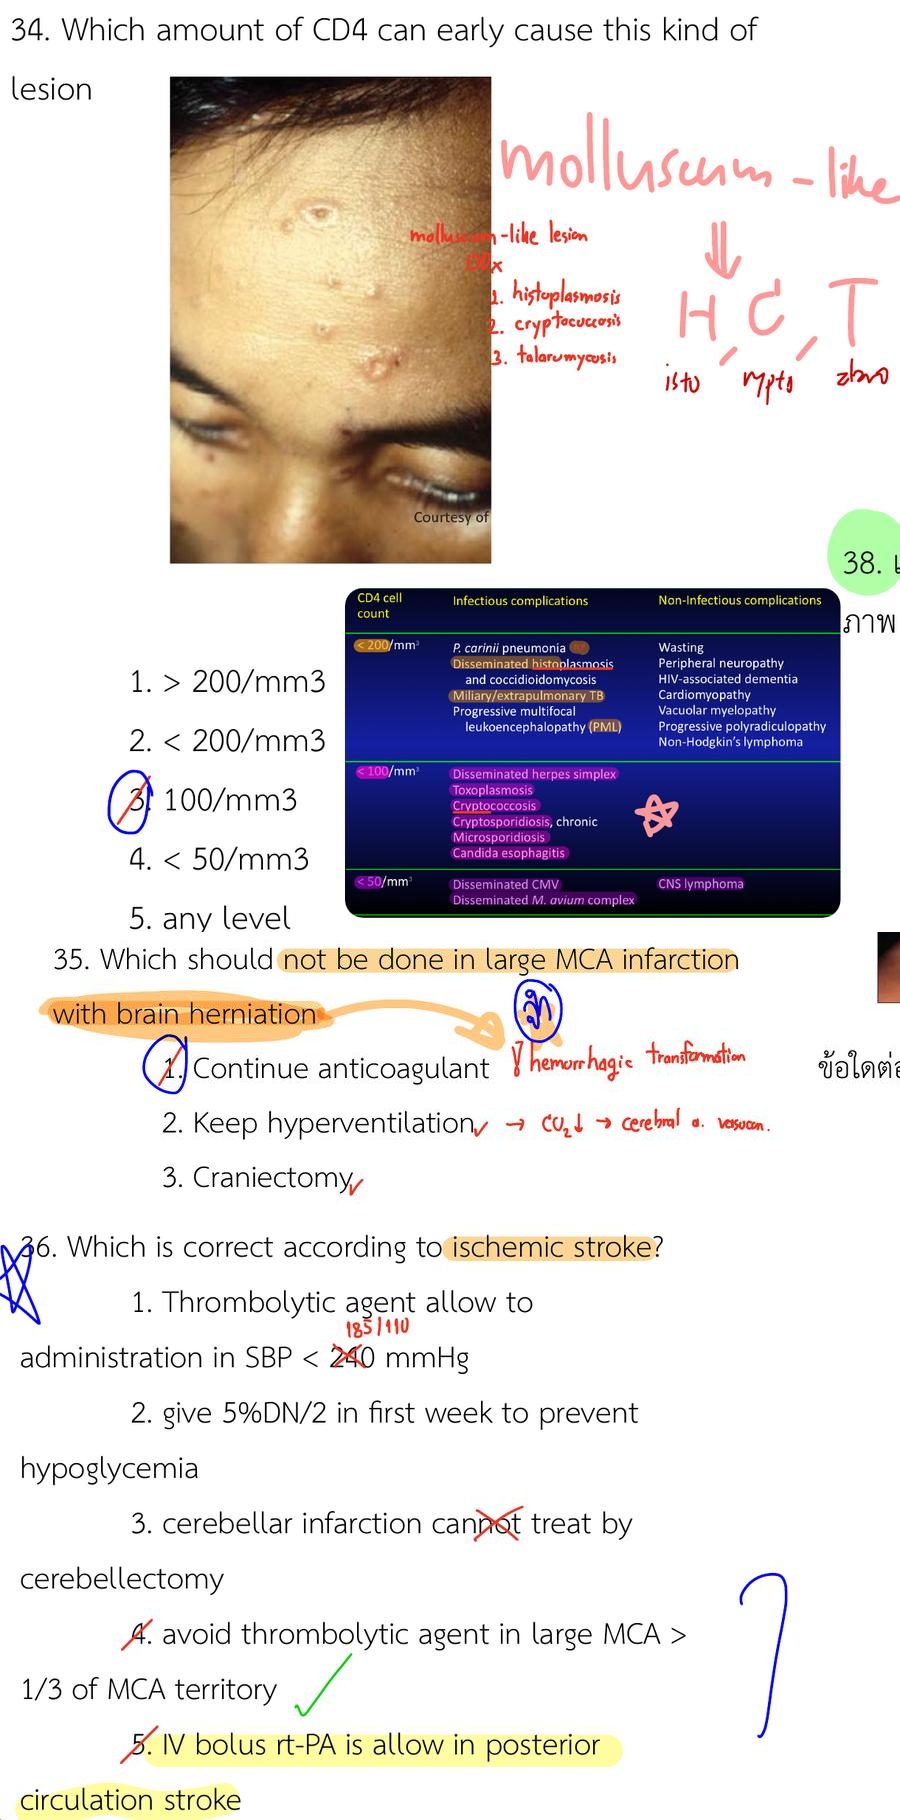 34. Which amount of CD4 can early cause this kind of
lesion
molluscum - like
molluscum-like lesion
1. histoplasmosis
2. cryptococcosis
3. talaromycosis
H, C, T
isto rypto
Courtesy of
38.
ภาพ
CD4 cell count Infectious complications Non-Infectious complications
< 200/mm³ P. carinii pneumonia Wasting
Disseminated histoplasmosis Peripheral neuropathy
and coccidioidomycosis HIV-associated dementia
Miliary/extrapulmonary TB Cardiomyopathy
Progressive multifocal Vacuolar myelopathy
leukoencephalopathy (PML) Progressive polyradiculopathy
Non-Hodgkin's lymphoma
< 100/mm³ Disseminated herpes simplex
Toxoplasmosis
Cryptococcosis
Cryptosporidiosis, chronic
Microsporidiosis
Candida esophagitis
< 50/mm³ Disseminated CMV CNS lymphoma
Disseminated M. avium complex
1. > 200/mm3
2. < 200/mm3
3. 100/mm3
4. < 50/mm3
5. any level
35. Which should not be done in large MCA infarction
with brain herniation
1. Continue anticoagulant hemorrhagic transformation
ข้อใดต่อ
2. Keep hyperventilation → CO2↓ → cerebral a. vasocon.
3. Craniectomy
36. Which is correct according to ischemic stroke?
1. Thrombolytic agent allow to
185/110
administration in SBP < 240 mmHg
2. give 5%DN/2 in first week to prevent
hypoglycemia
3. cerebellar infarction cannot treat by
cerebellectomy
4. avoid thrombolytic agent in large MCA >
1/3 of MCA territory
5. IV bolus rt-PA is allow in posterior
circulation stroke